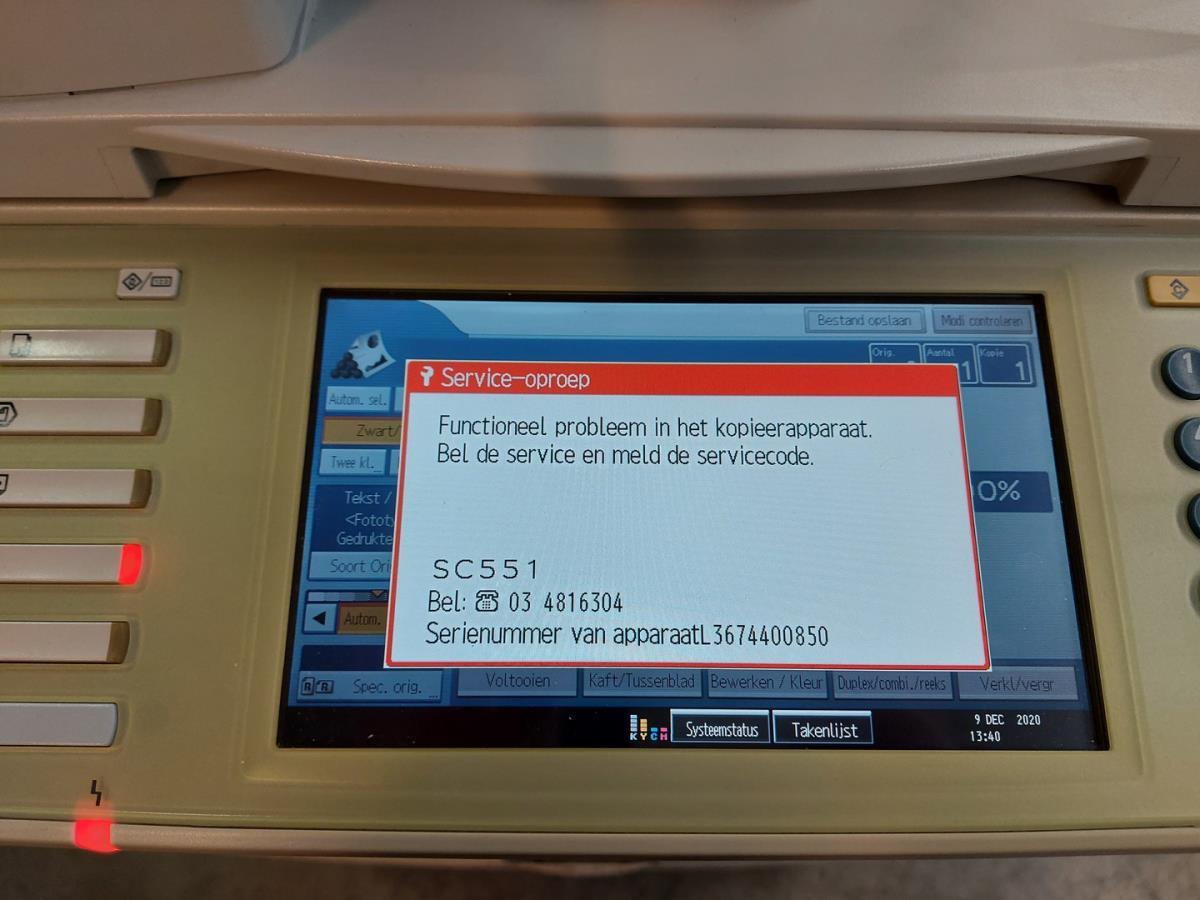 Bestand opslaan
Modi controleren
Orig.
Aantal
Kopie
1
1
Autom. sel.
Service-oproep
Zwart/
Functioneel probleem in het kopieerapparaat.
Bel de service en meld de servicecode.
Twee kl.
Tekst /
0%
<Fotot
Gedrukte
Soort Ori
SC551
Bel: ☎ 03 4816304
Autom.
Serienummer van apparaatL3674400850
Spec. orig.
Voltooien
Kaft/Tussenblad
Bewerken / Kleur
Duplex/combi./reeks
Verkl/vergr
K Y C M
Systeemstatus
Takenlijst
9 DEC 2020
13:40
1